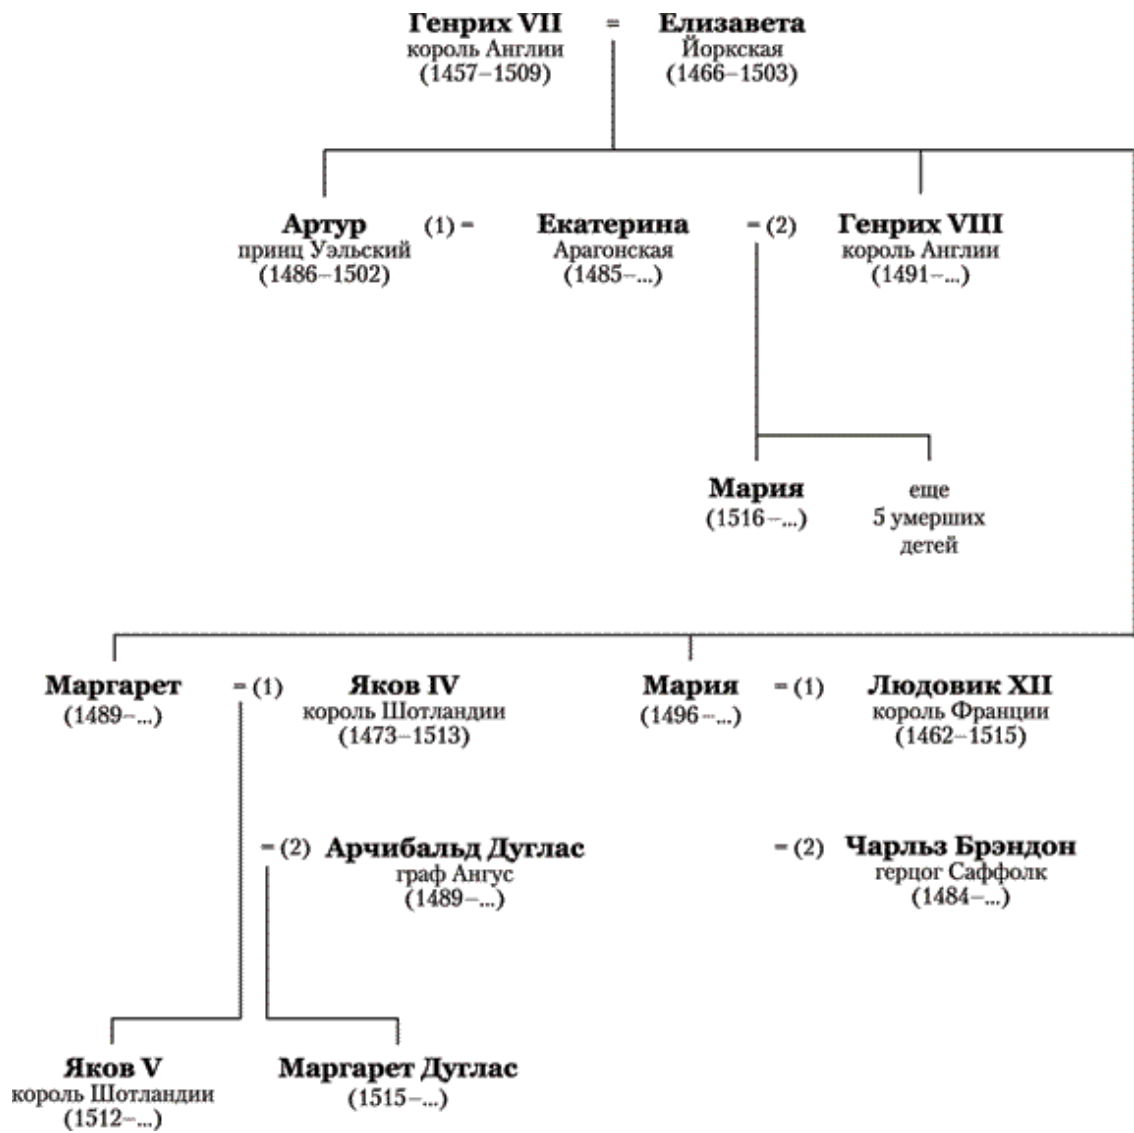 Генрих VII = Елизавета
король Англии Йоркская
(1457–1509) (1466–1503)
Артур (1) = Екатерина = (2) Генрих VIII
принц Уэльский Арагонская король Англии
(1486–1502) (1485–...) (1491–...)
Мария еще
(1516–...) 5 умерших
детей
Маргарет = (1) Яков IV Мария = (1) Людовик XII
(1489–...) король Шотландии (1496–...) король Франции
(1473–1513) (1462–1515)
= (2) Арчибальд Дуглас = (2) Чарльз Брэндон
граф Ангус герцог Саффолк
(1489–...) (1484–...)
Яков V Маргарет Дуглас
король Шотландии (1515–...)
(1512–...)